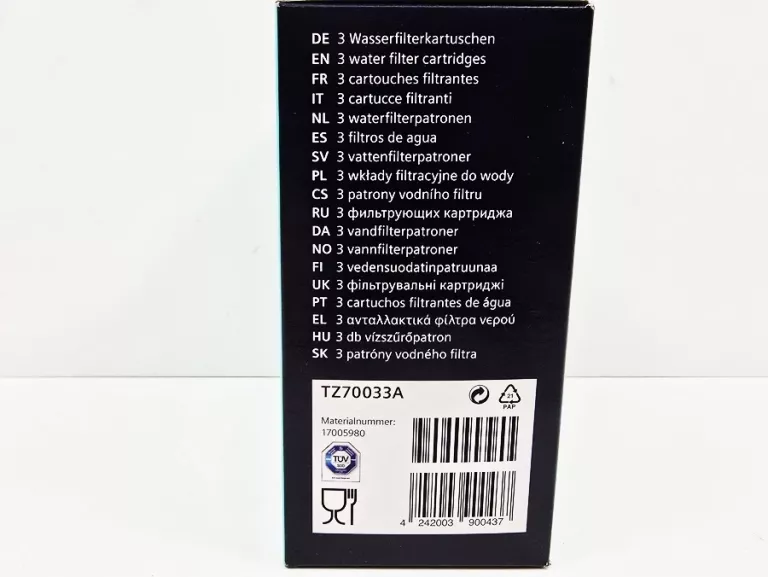 DE 3 Wasserfilterkartuschen
EN 3 water filter cartridges
FR 3 cartouches filtrantes
IT 3 cartucce filtranti
NL 3 waterfilterpatronen
ES 3 filtros de agua
SV 3 vattenfilterpatroner
PL 3 wkłady filtracyjne do wody
CS 3 patrony vodního filtru
RU 3 фильтрующих картриджа
DA 3 vandfilterpatroner
NO 3 vannfilterpatroner
FI 3 vedensuodatinpatruunaa
UK 3 фільтрувальні картриджі
PT 3 cartuchos filtrantes de água
EL 3 ανταλλακτικά φίλτρα νερού
HU 3 db vízszűrőpatron
SK 3 patróny vodného filtra
TZ70033A
21
PAP
Materialnummer:
17005980
TÜV
SÜD
4 242003 900437